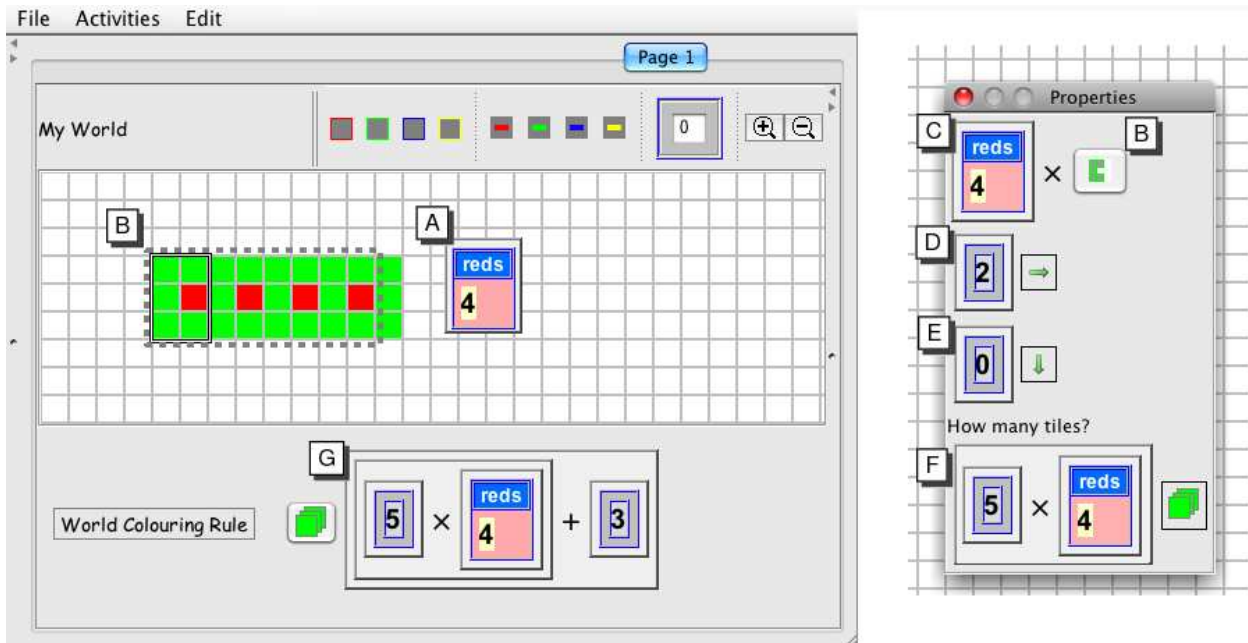 File Activities Edit
Page 1
My World
0
B
A
reds
4
G
World Colouring Rule
5 × reds 4 + 3
Properties
C
B
reds
4 ×
D
2
E
0
How many tiles?
F
5 × reds 4